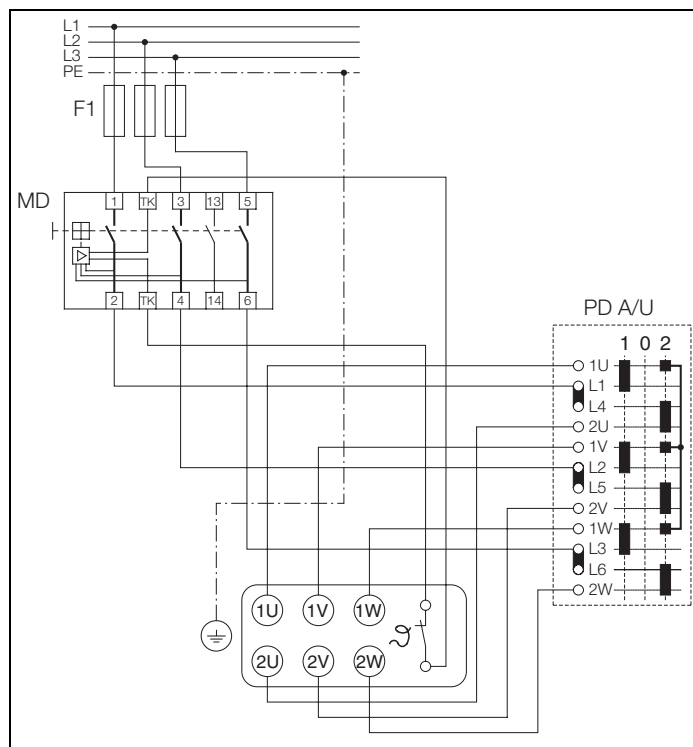 L1
L2
L3
PE
F1
MD
1 TK 3 13 5
2 TK 4 14 6
PD A/U
1 0 2
1U
L1
L4
2U
1V
L2
L5
2V
1W
L3
L6
2W
1U 1V 1W
ϑ
2U 2V 2W